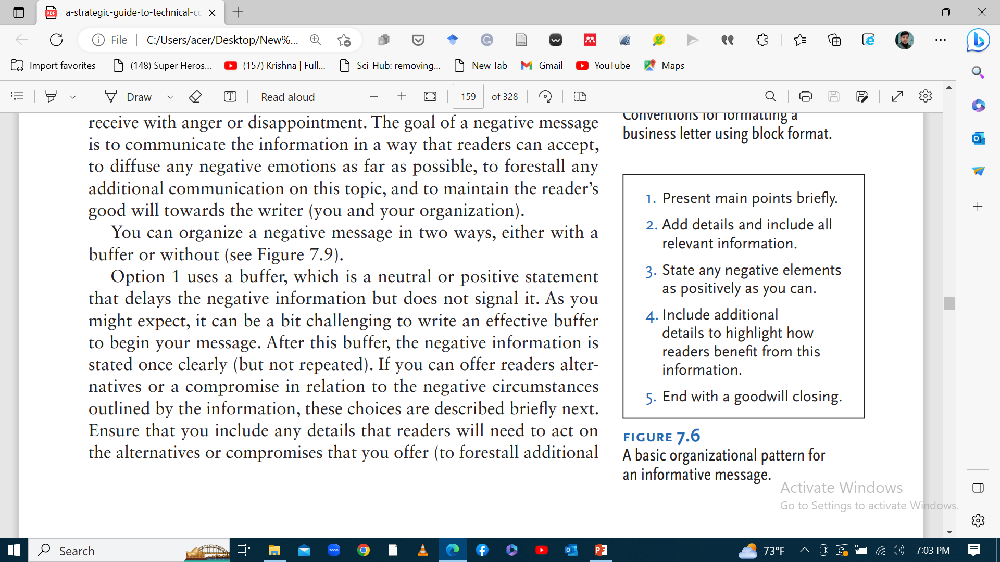 a-strategic-guide-to-technical-cc
File
C:/Users/acer/Desktop/New%...
Import favorites
(148) Super Heros...
(157) Krishna | Full...
Sci-Hub: removing...
New Tab
Gmail
YouTube
Maps
Draw
Read aloud
159
of 328
receive with anger or disappointment. The goal of a negative message
is to communicate the information in a way that readers can accept,
to diffuse any negative emotions as far as possible, to forestall any
additional communication on this topic, and to maintain the reader’s
good will towards the writer (you and your organization).
You can organize a negative message in two ways, either with a
buffer or without (see Figure 7.9).
Option 1 uses a buffer, which is a neutral or positive statement
that delays the negative information but does not signal it. As you
might expect, it can be a bit challenging to write an effective buffer
to begin your message. After this buffer, the negative information is
stated once clearly (but not repeated). If you can offer readers alter-
natives or a compromise in relation to the negative circumstances
outlined by the information, these choices are described briefly next.
Ensure that you include any details that readers will need to act on
the alternatives or compromises that you offer (to forestall additional
Conventions for formatting a
business letter using block format.
1. Present main points briefly.
2. Add details and include all
relevant information.
3. State any negative elements
as positively as you can.
4. Include additional
details to highlight how
readers benefit from this
information.
5. End with a goodwill closing.
FIGURE 7.6
A basic organizational pattern for
an informative message.
Activate Windows
Go to Settings to activate Windows.
Search
zoom
73°F
7:03 PM